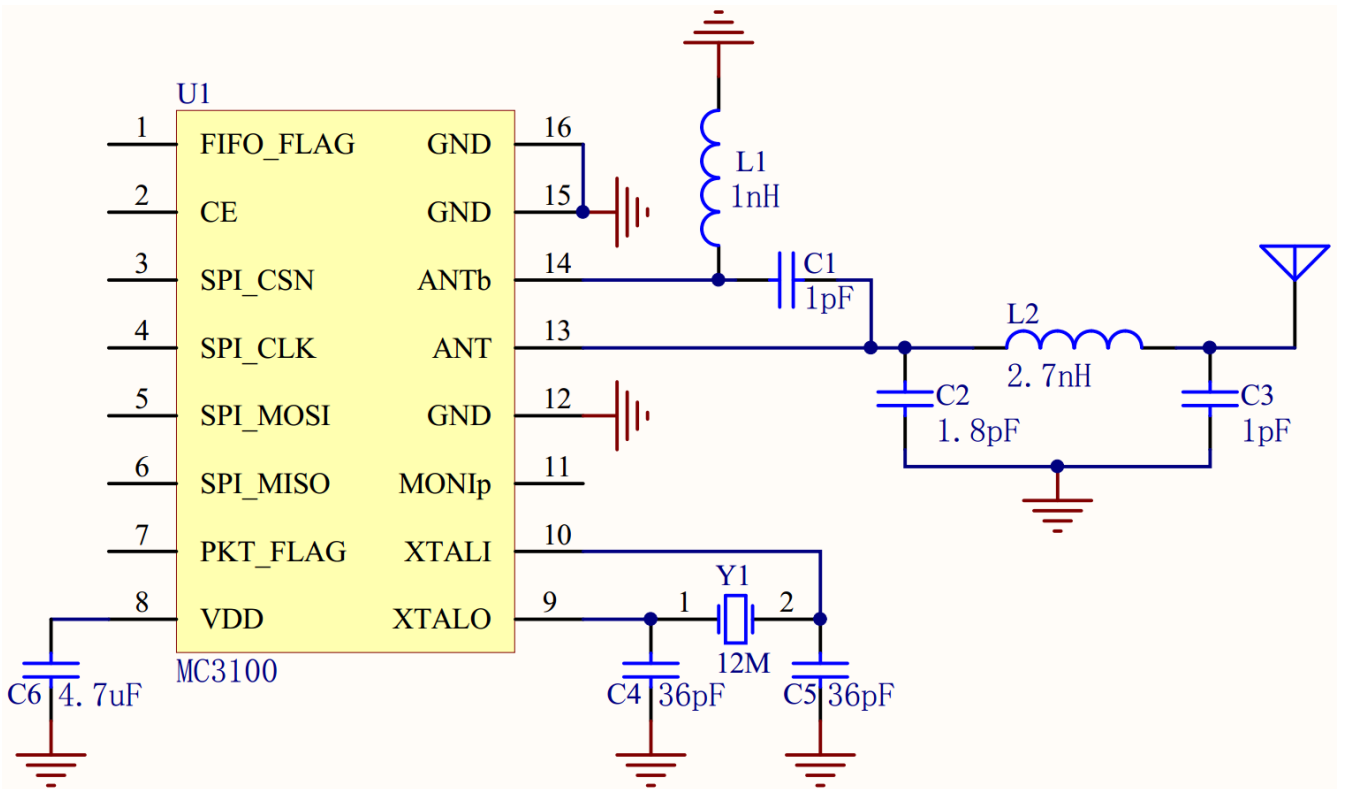 U1
1 FIFO_FLAG GND 16
2 CE GND 15
3 SPI_CSN ANTb 14
4 SPI_CLK ANT 13
5 SPI_MOSI GND 12
6 SPI_MISO MONIp 11
7 PKT_FLAG XTALI 10
8 VDD XTALO 9
MC3100
L1
1nH
C1
1pF
L2
2.7nH
C2
1.8pF
C3
1pF
Y1
1 2
12M
C6 4.7uF
C4 36pF
C5 36pF